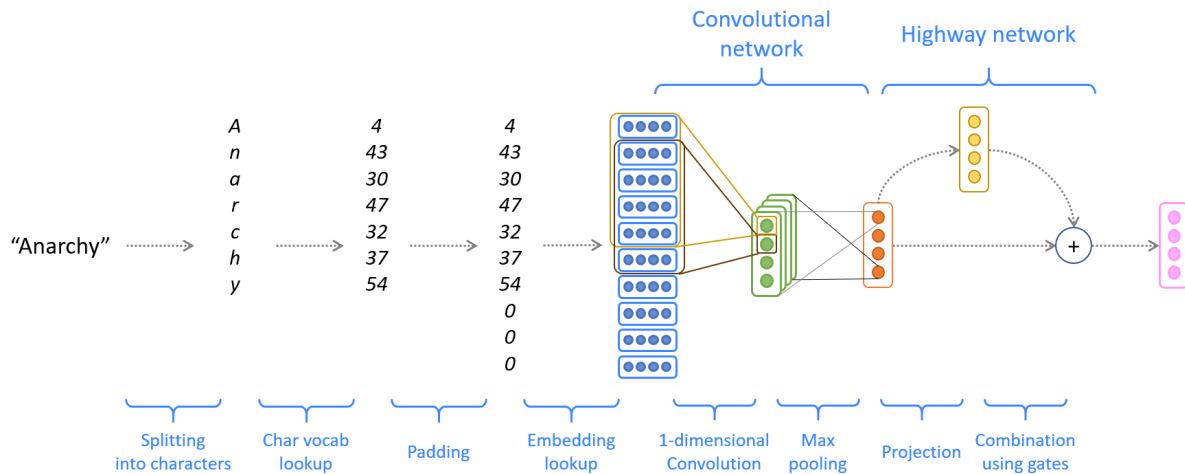 Convolutional
network
Highway network
A 4 4
n 43 43
a 30 30
r 47 47
c 32 32
"Anarchy"
+
h 37 37
y 54 54
0
0
0
Splitting
into characters
Char vocab
lookup
Padding
Embedding
lookup
1-dimensional
Convolution
Max
pooling
Projection
Combination
using gates